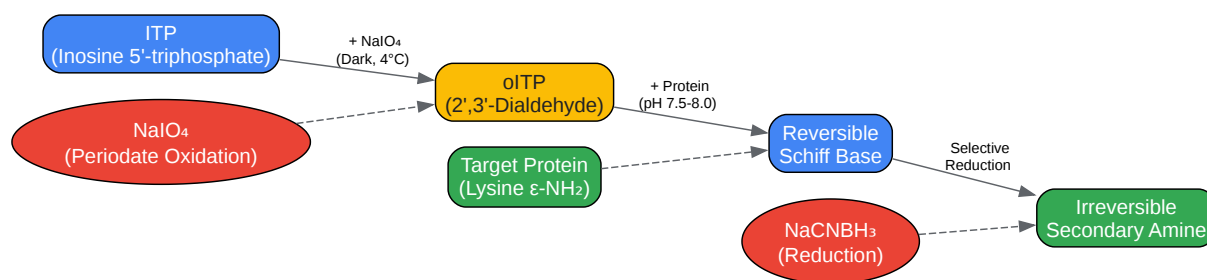 ITP
(Inosine 5'-triphosphate)
+ NaIO₄
(Dark, 4°C)
NaIO₄
(Periodate Oxidation)
oITP
(2',3'-Dialdehyde)
+ Protein
(pH 7.5-8.0)
Target Protein
(Lysine ε-NH₂)
Reversible
Schiff Base
Selective
Reduction
NaCNBH₃
(Reduction)
Irreversible
Secondary Amine